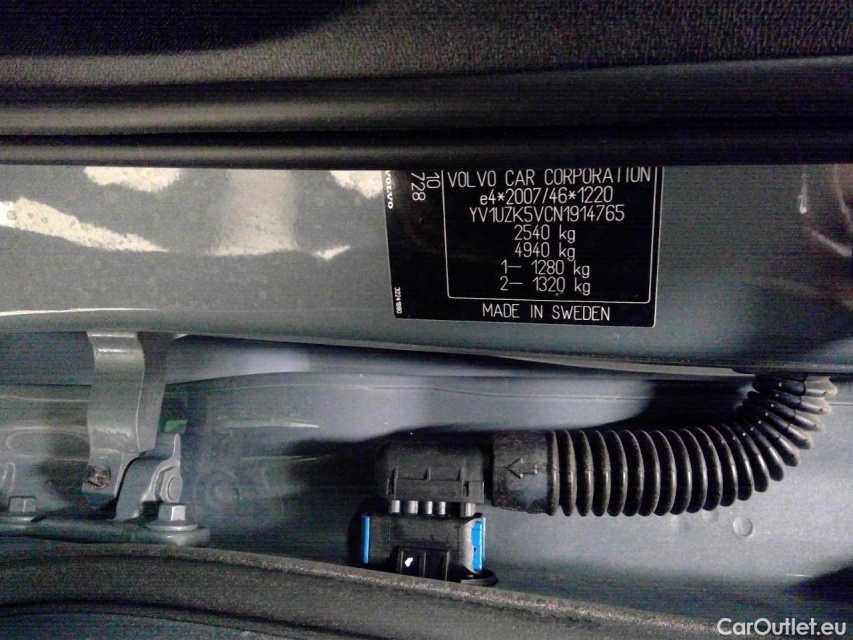 VOLVO
10
728
VOLVO CAR CORPORATION
e4*2007/46*1220
YV1UZK5VCN1914765
2540 kg
4940 kg
1– 1280 kg
2– 1320 kg
MADE IN SWEDEN
CarOutlet.eu